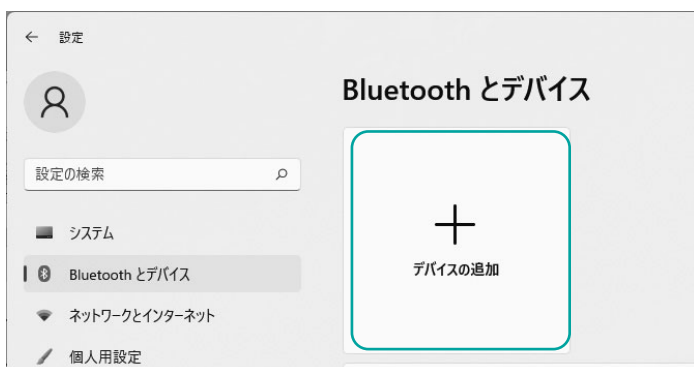 設定
設定の検索
システム
Bluetooth とデバイス
ネットワークとインターネット
個人用設定
Bluetooth とデバイス
デバイスの追加